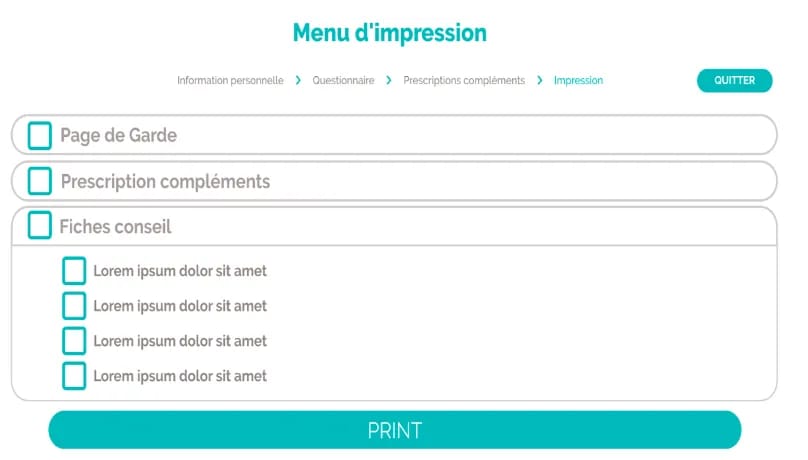 Menu d'impression
Information personnelle > Questionnaire > Prescriptions compléments > Impression QUITTER
Page de Garde
Prescription compléments
Fiches conseil
Lorem ipsum dolor sit amet
Lorem ipsum dolor sit amet
Lorem ipsum dolor sit amet
Lorem ipsum dolor sit amet
PRINT